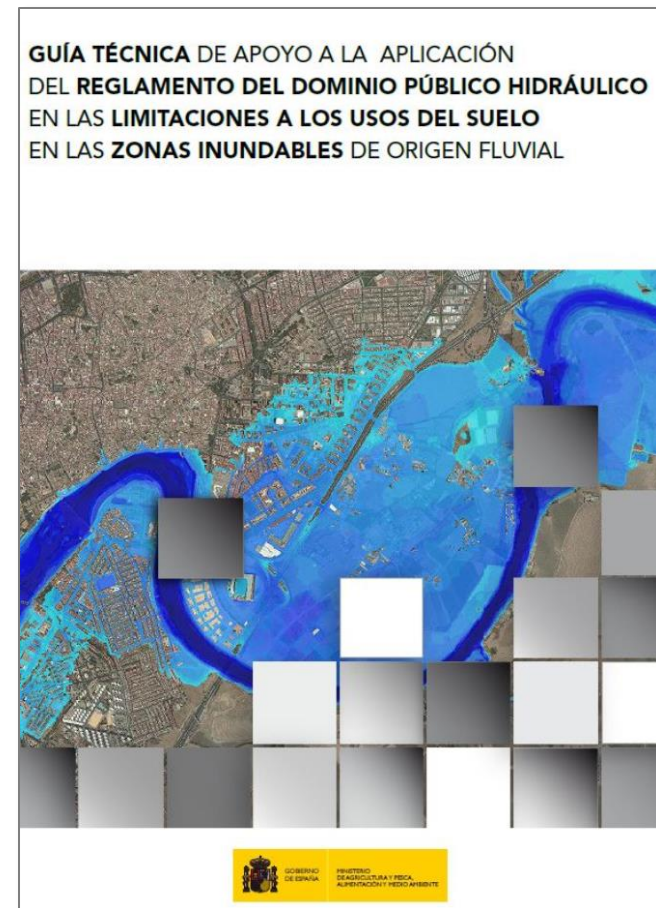 GUÍA TÉCNICA DE APOYO A LA APLICACIÓN
DEL REGLAMENTO DEL DOMINIO PÚBLICO HIDRÁULICO
EN LAS LIMITACIONES A LOS USOS DEL SUELO
EN LAS ZONAS INUNDABLES DE ORIGEN FLUVIAL
GOBIERNO
DE ESPAÑA
MINISTERIO
DE AGRICULTURA Y PESCA,
ALIMENTACIÓN Y MEDIO AMBIENTE